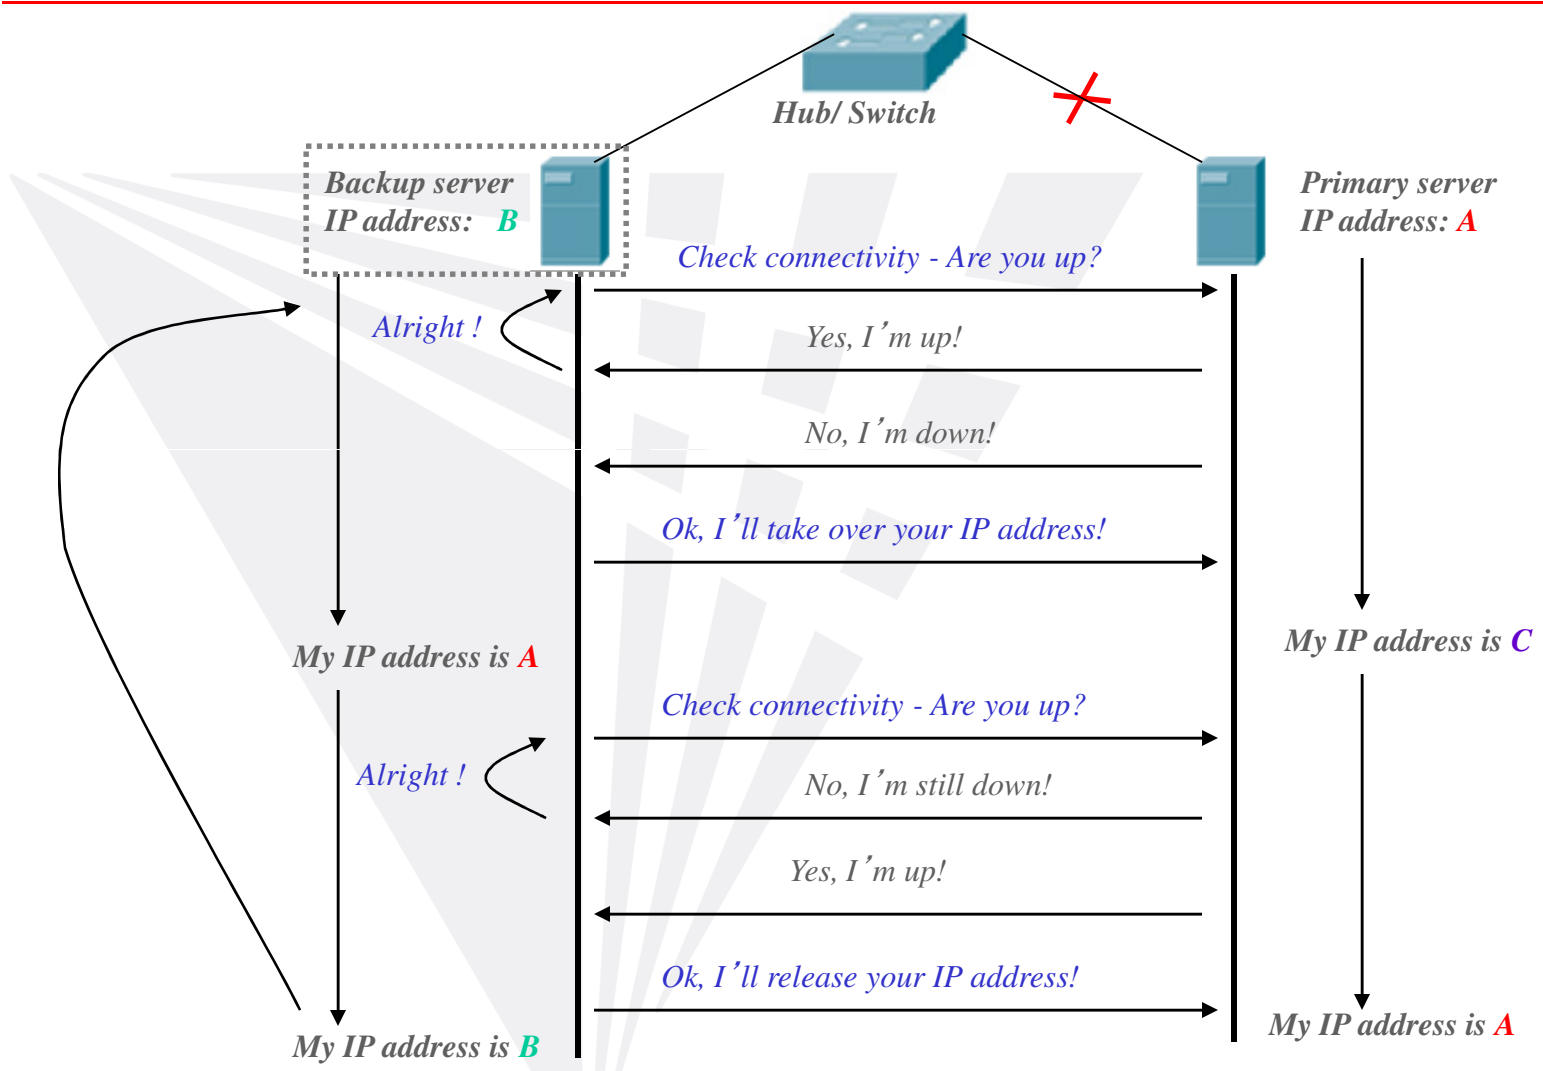 Hub/ Switch
Backup server
IP address: B
Primary server
IP address: A
Check connectivity - Are you up?
Alright !
Yes, I´m up!
No, I´m down!
Ok, I´ll take over your IP address!
My IP address is A
My IP address is C
Check connectivity - Are you up?
Alright !
No, I´m still down!
Yes, I´m up!
Ok, I´ll release your IP address!
My IP address is B
My IP address is A